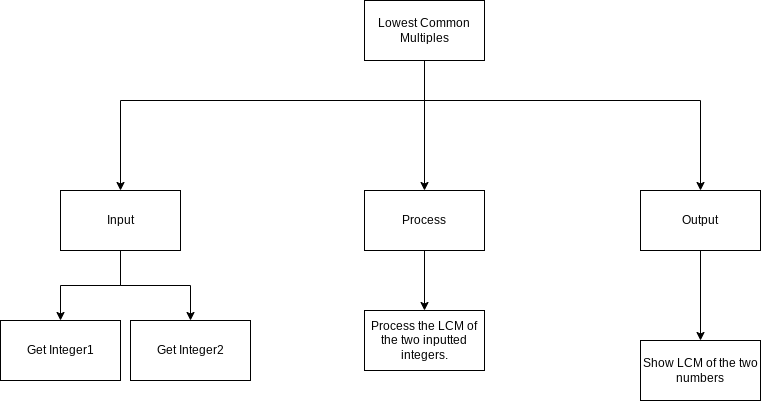 Lowest Common
Multiples
Input
Process
Output
Get Integer1
Get Integer2
Process the LCM of
the two inputted
integers.
Show LCM of the two
numbers